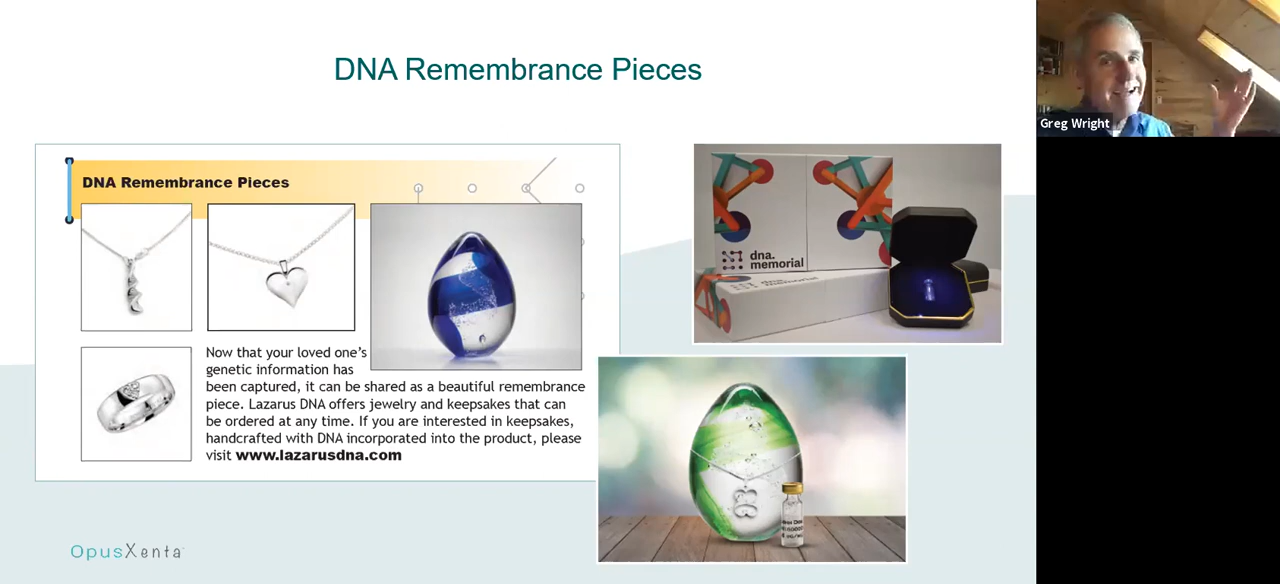 DNA Remembrance Pieces
Greg Wright
DNA Remembrance Pieces
Now that your loved one's
genetic information has
been captured, it can be shared as a beautiful remembrance
piece. Lazarus DNA offers jewelry and keepsakes that can
be ordered at any time. If you are interested in keepsakes,
handcrafted with DNA incorporated into the product, please
visit www.lazarusdna.com
dna.
memorial
dna.
memorial
OpusXenta